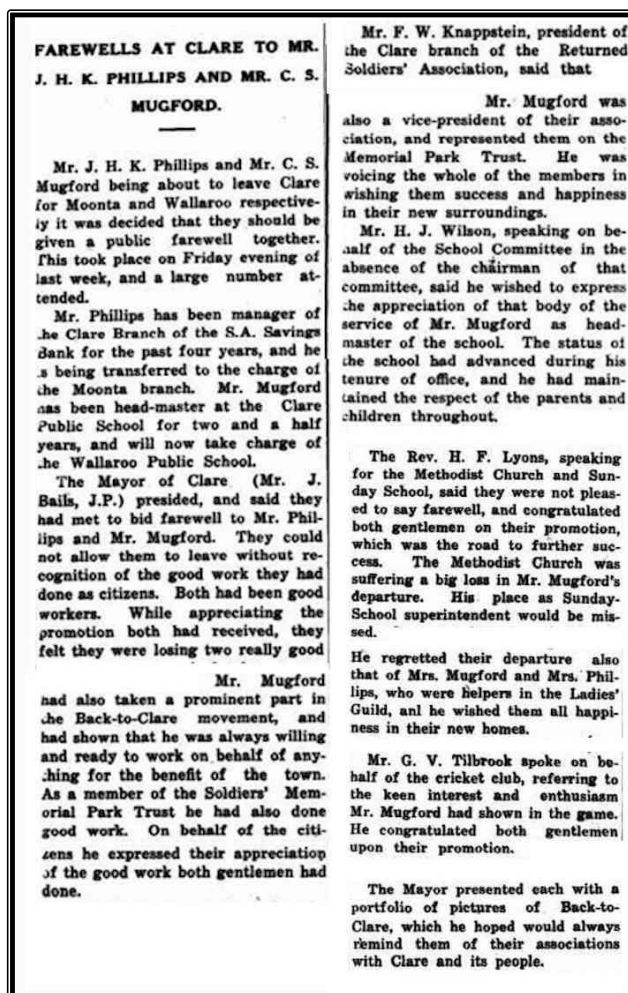 FAREWELLS AT CLARE TO MR.
J. H. K. PHILLIPS AND MR. C. S.
MUGFORD.
Mr. J. H. K. Phillips and Mr. C. S.
Mugford being about to leave Clare
for Moonta and Wallaroo respective-
ly it was decided that they should be
given a public farewell together.
This took place on Friday evening of
last week, and a large number at-
tended.
Mr. Phillips has been manager of
the Clare Branch of the S.A. Savings
Bank for the past four years, and he
is being transferred to the charge of
the Moonta branch. Mr. Mugford
has been head-master at the Clare
Public School for two and a half
years, and will now take charge of
the Wallaroo Public School.
The Mayor of Clare (Mr. J.
Bails, J.P.) presided, and said they
had met to bid farewell to Mr. Phil-
lips and Mr. Mugford. They could
not allow them to leave without re-
cognition of the good work they had
done as citizens. Both had been good
workers. While appreciating the
promotion both had received, they
felt they were losing two really good
Mr. Mugford
had also taken a prominent part in
the Back-to-Clare movement, and
had shown that he was always willing
and ready to work on behalf of any-
thing for the benefit of the town.
As a member of the Soldiers' Mem-
orial Park Trust he had also done
good work. On behalf of the citi-
zens he expressed their appreciation
of the good work both gentlemen had
done.
Mr. F. W. Knappstein, president of
the Clare branch of the Returned
Soldiers' Association, said that
Mr. Mugford was
also a vice-president of their asso-
ciation, and represented them on the
Memorial Park Trust. He was
voicing the whole of the members in
wishing them success and happiness
in their new surroundings.
Mr. H. J. Wilson, speaking on be-
half of the School Committee in the
absence of the chairman of that
committee, said he wished to express
the appreciation of that body of the
service of Mr. Mugford as head-
master of the school. The status of
the school had advanced during his
tenure of office, and he had main-
tained the respect of the parents and
children throughout.
The Rev. H. F. Lyons, speaking
for the Methodist Church and Sun-
day School, said they were not pleas-
ed to say farewell, and congratulated
both gentlemen on their promotion,
which was the road to further suc-
cess. The Methodist Church was
suffering a big loss in Mr. Mugford's
departure. His place as Sunday-
School superintendent would be mis-
sed.
He regretted their departure also
that of Mrs. Mugford and Mrs. Phil-
lips, who were helpers in the Ladies'
Guild, anl he wished them all happi-
ness in their new homes.
Mr. G. V. Tilbrook spoke on be-
half of the cricket club, referring to
the keen interest and enthusiasm
Mr. Mugford had shown in the game.
He congratulated both gentlemen
upon their promotion.
The Mayor presented each with a
portfolio of pictures of Back-to-
Clare, which he hoped would always
remind them of their associations
with Clare and its people.